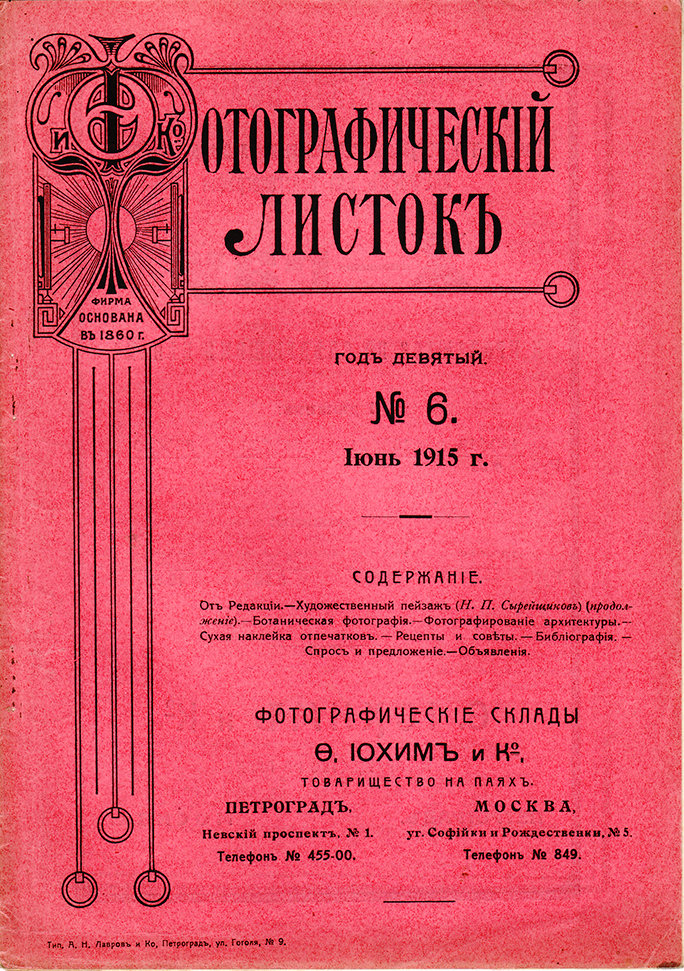 ФОТОГРАФИЧЕСКІЙ
ЛИСТОКЪ
Ѳ І и Ко
ФИРМА
ОСНОВАНА
ВЪ 1860 г.
ГОДЪ ДЕВЯТЫЙ.
№ 6.
Іюнь 1915 г.
СОДЕРЖАНІЕ.
Отъ Редакціи.—Художественный пейзажъ (Н. П. Сырейщиковъ) (продол-
женіе).—Ботаническая фотографія.—Фотографированіе архитектуры.—
Сухая наклейка отпечатковъ. — Рецепты и совѣты. — Библіографія. —
Спросъ и предложеніе.—Объявленія.
ФОТОГРАФИЧЕСКІЕ СКЛАДЫ
Ѳ. ІОХИМЪ и Ко.,
ТОВАРИЩЕСТВО НА ПАЯХЪ.
ПЕТРОГРАДЪ,
Невскій проспектъ, № 1.
Телефонъ № 455-00.
МОСКВА,
уг. Софійки и Рождественки, № 5.
Телефонъ № 849.
Тип. А. Н. Лавровъ и Ко, Петроградъ, ул. Гоголя, № 9.